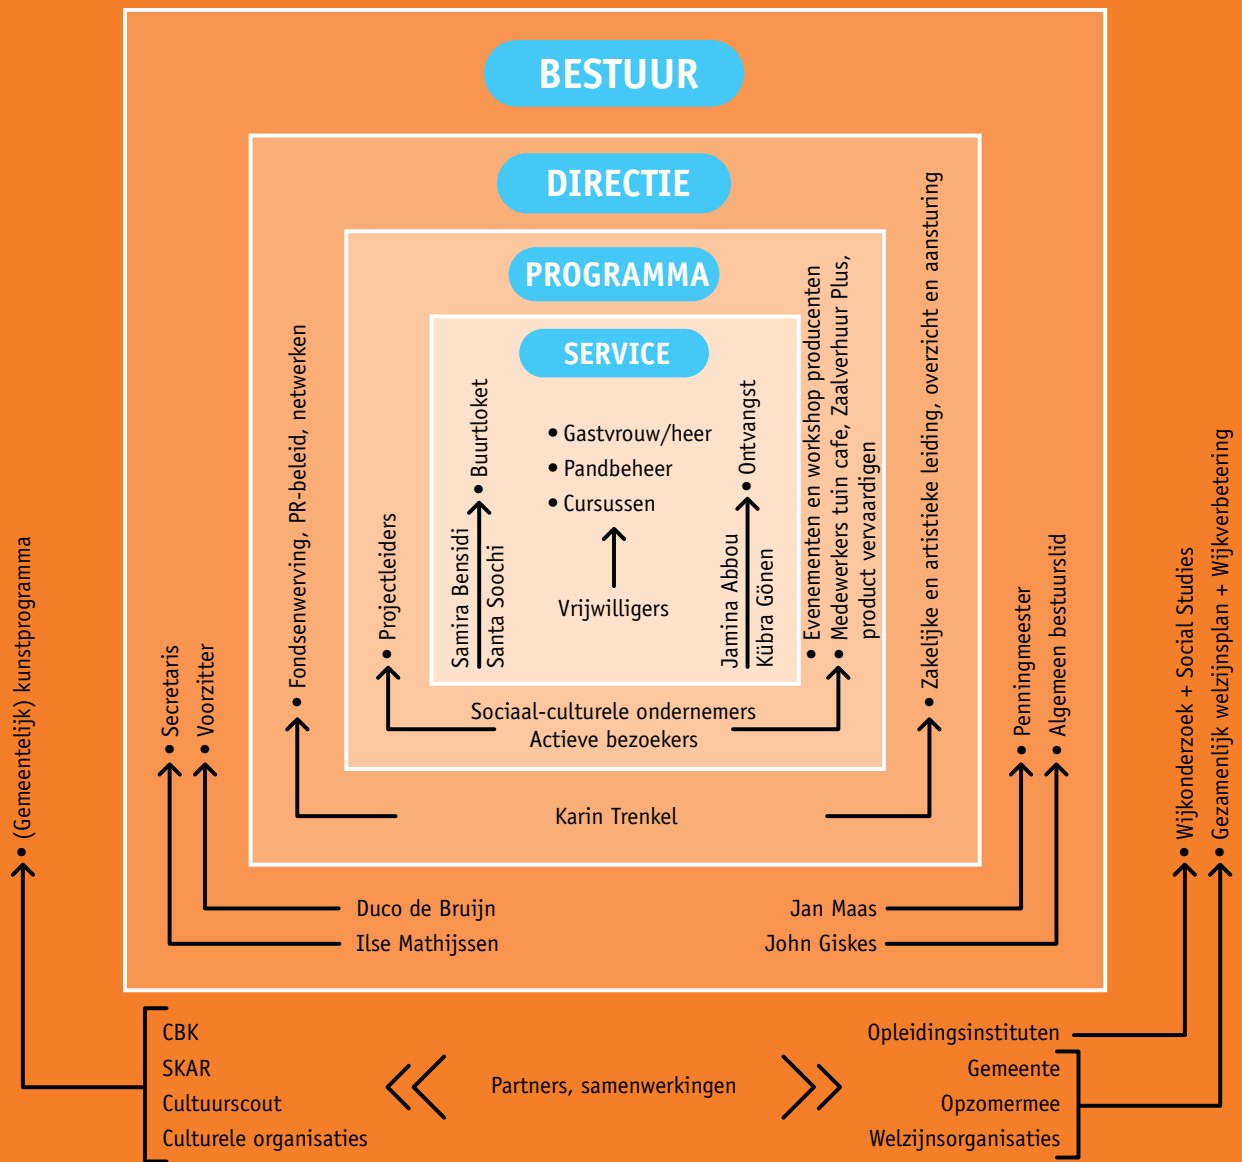 BESTUUR
DIRECTIE
PROGRAMMA
SERVICE
• Buurtloket
Samira Bensidi
Santa Soochi
• Gastvrouw/heer
• Pandbeheer
• Cursussen
Vrijwilligers
• Ontvangst
Jamina Abbou
Kübra Gönen
• Projectleiders
• Evenementen en workshop producenten
• Medewerkers tuin cafe, Zaalverhuur Plus,
product vervaardigen
Sociaal-culturele ondernemers
Actieve bezoekers
• Fondsenwerving, PR-beleid, netwerken
• Zakelijke en artistieke leiding, overzicht en aansturing
Karin Trenkel
• Secretaris
• Voorzitter
• Penningmeester
• Algemeen bestuurslid
Duco de Bruijn
Ilse Mathijssen
Jan Maas
John Giskes
• (Gemeentelijk) kunstprogramma
• Wijkonderzoek + Social Studies
• Gezamenlijk welzijnsplan + Wijkverbetering
CBK
SKAR
Cultuurscout
Culturele organisaties
Partners, samenwerkingen
Opleidingsinstituten
Gemeente
Opzomermee
Welzijnsorganisaties